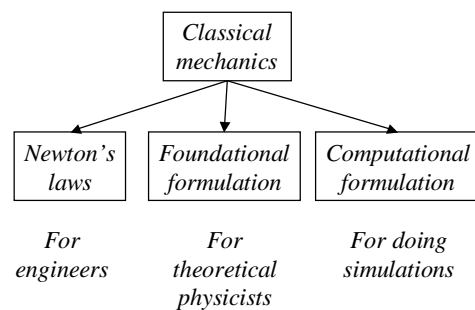 Classical
mechanics
Newton's
laws
Foundational
formulation
Computational
formulation
For
engineers
For
theoretical
physicists
For doing
simulations